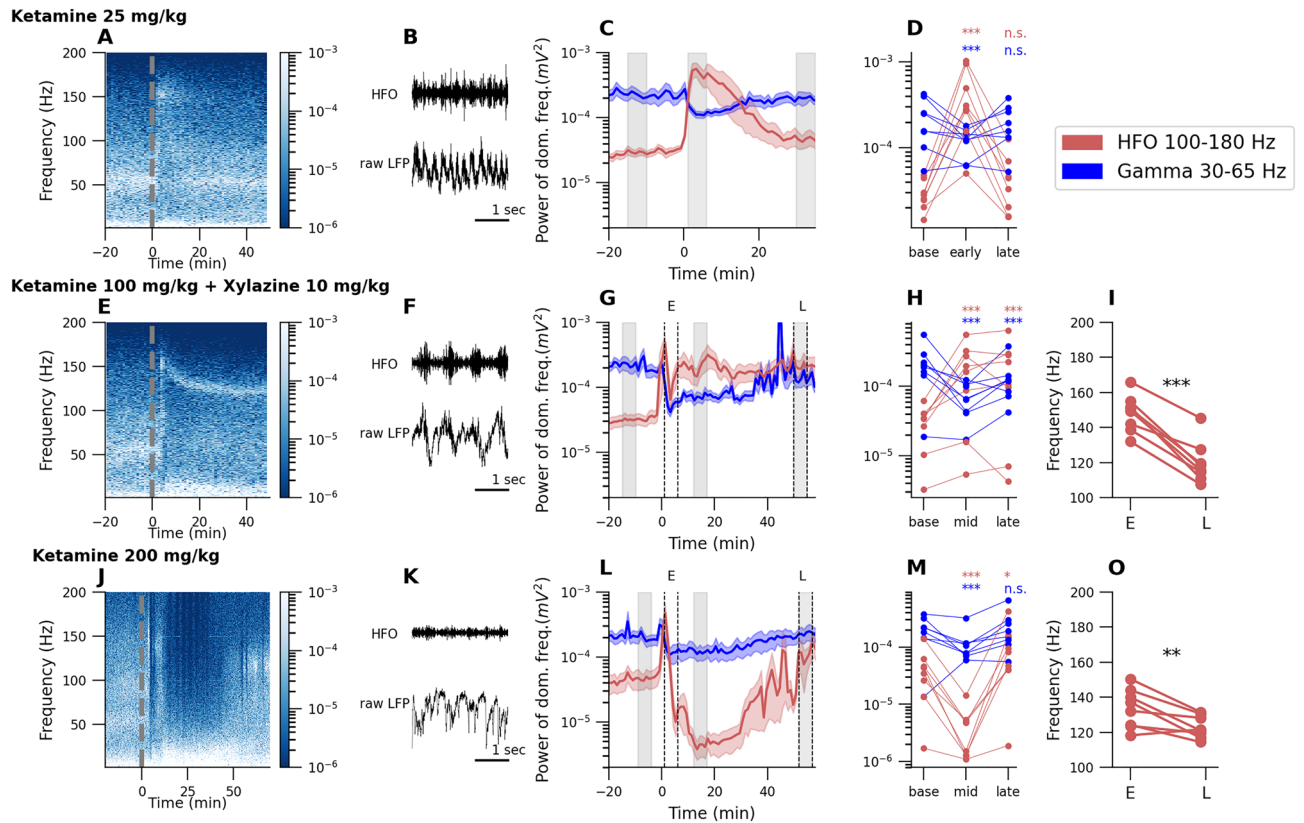 Ketamine 25 mg/kg
A
B
C
D
200
150
100
50
Frequency (Hz)
−20
0
20
40
Time (min)
10−3
10−4
10−5
10−6
HFO
raw LFP
1 sec
Power of dom. freq.(mV2)
10−3
10−4
10−5
−20
0
20
Time (min)
***
n.s.
***
n.s.
10−3
10−4
base
early
late
HFO 100-180 Hz
Gamma 30-65 Hz
Ketamine 100 mg/kg + Xylazine 10 mg/kg
E
F
G
H
I
200
150
100
50
Frequency (Hz)
−20
0
20
40
Time (min)
10−3
10−4
10−5
10−6
HFO
raw LFP
1 sec
Power of dom. freq.(mV2)
E
L
10−3
10−4
10−5
−20
0
20
40
Time (min)
***
***
***
***
10−4
10−5
base
mid
late
Frequency (Hz)
200
180
160
140
120
100
***
E
L
Ketamine 200 mg/kg
J
K
L
M
O
200
150
100
50
Frequency (Hz)
0
25
50
Time (min)
10−3
10−4
10−5
10−6
HFO
raw LFP
1 sec
Power of dom. freq.(mV2)
E
L
10−3
10−4
10−5
−20
0
20
40
Time (min)
***
*
***
n.s.
10−4
10−5
10−6
base
mid
late
Frequency (Hz)
200
180
160
140
120
100
**
E
L